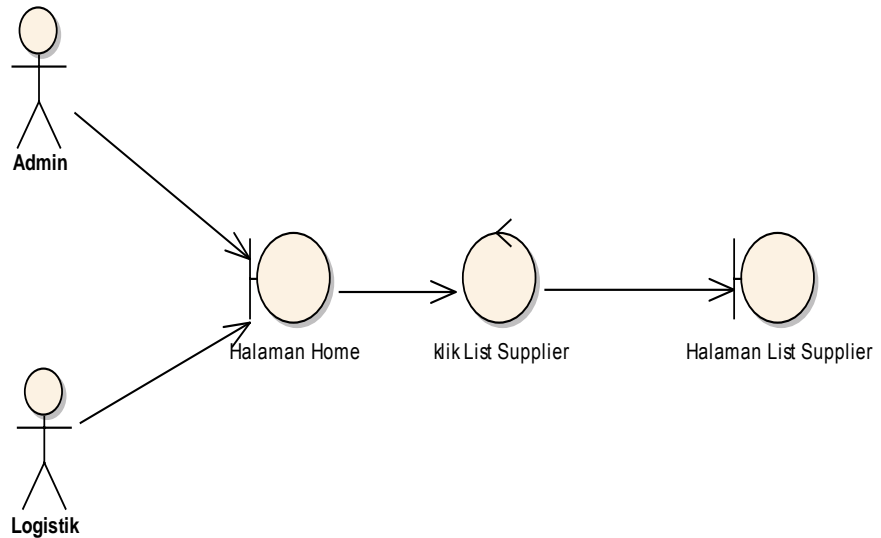 Admin
Halaman Home
klik List Supplier
Halaman List Supplier
Logistik